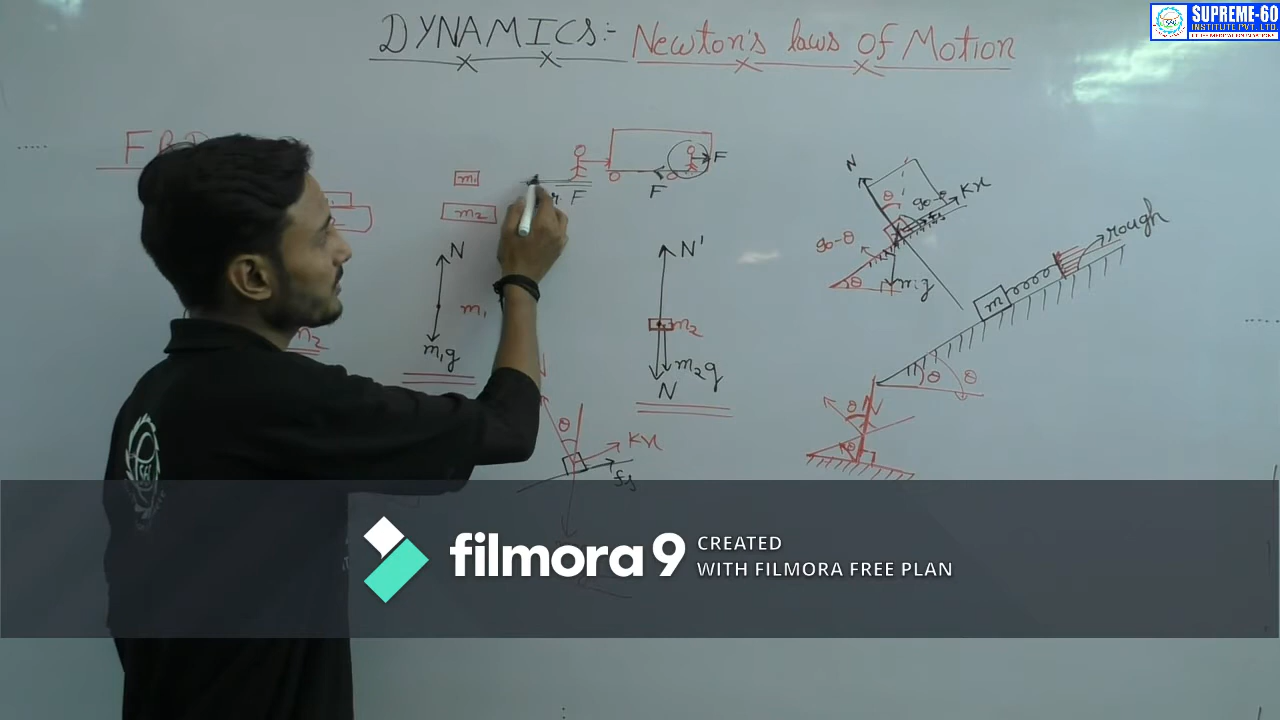 SUPREME-60
INSTITUTE PVT. LTD.
DYNAMICS:- Newton's laws of Motion
F
m₁
F
F
F
m₂
N
m₁
m₁g
N'
m₂
m₂g
N
N
θ
90-θ
Kx
90-θ
θ
m₁g
rough
m
θ
θ
m₂
θ
Kx
fs
θ
N
θ
filmora 9
CREATED
WITH FILMORA FREE PLAN